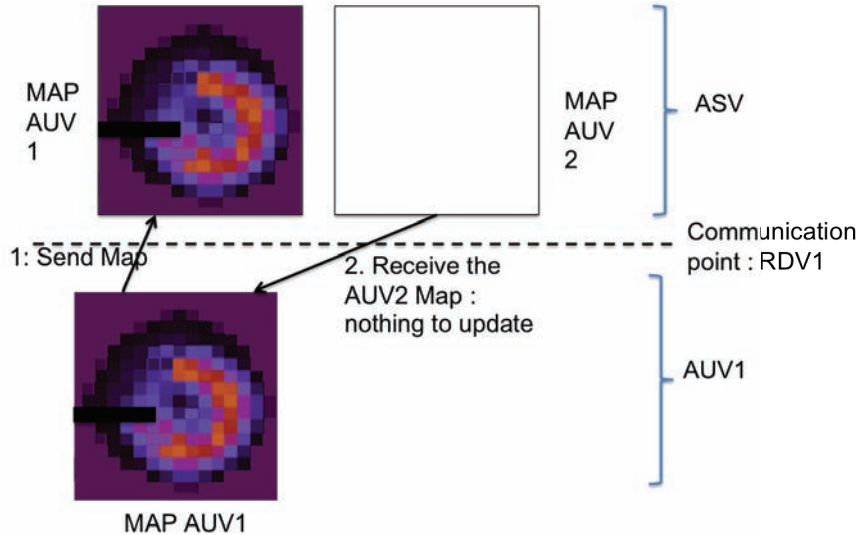 MAP
AUV
1
MAP
AUV
2
ASV
Communication
point : RDV1
1: Send Map
2. Receive the
AUV2 Map :
nothing to update
AUV1
MAP AUV1